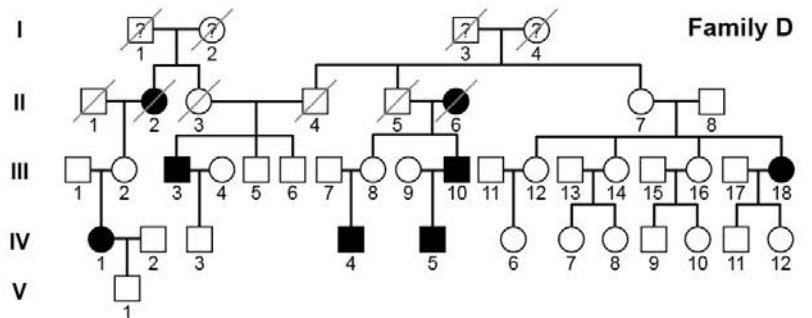 I ? ? ? ? Family D
1 2 3 4
II
1 2 3 4 5 6 7 8
III
1 2 3 4 5 6 7 8 9 10 11 12 13 14 15 16 17 18
IV
1 2 3 4 5 6 7 8 9 10 11 12
V
1